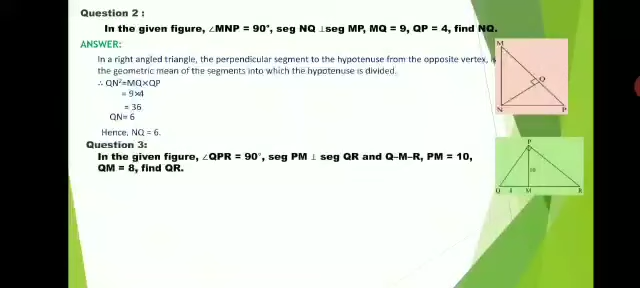 Question 2 :
In the given figure, ∠MNP = 90°, seg NQ ⊥seg MP, MQ = 9, QP = 4, find NQ.
ANSWER:
In a right angled triangle, the perpendicular segment to the hypotenuse from the opposite vertex, is
the geometric mean of the segments into which the hypotenuse is divided.
∴ QN²=MQ×QP
= 9×4
= 36
QN= 6
Hence, NQ = 6.
M
Q
N P
Question 3:
In the given figure, ∠QPR = 90°, seg PM ⊥ seg QR and Q–M–R, PM = 10,
QM = 8, find QR.
P
10
Q 8 M R